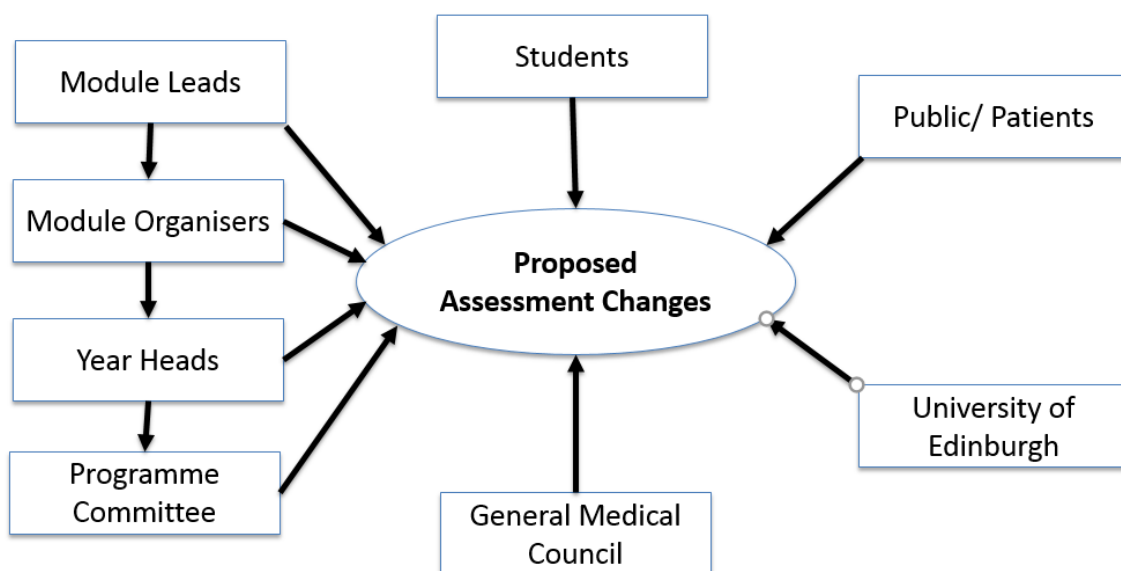 Students
Module Leads
Public/ Patients
Module Organisers
Proposed
Assessment Changes
Year Heads
University of
Edinburgh
Programme
Committee
General Medical
Council